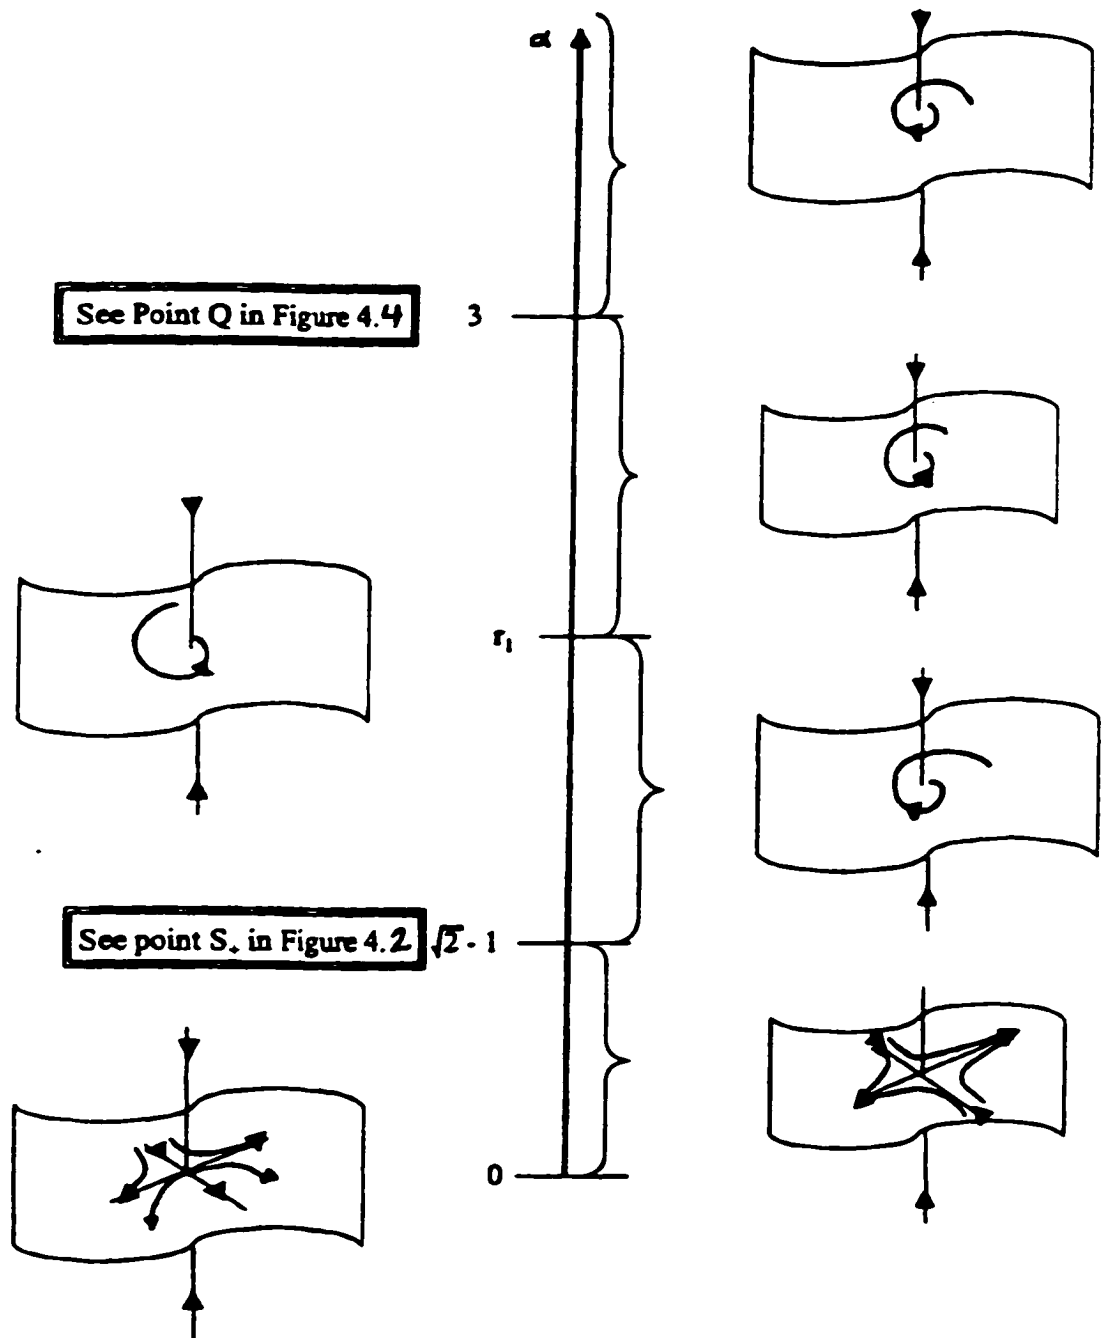 α
See Point Q in Figure 4.4
3
r₁
See point S₊ in Figure 4.2
√2 - 1
0